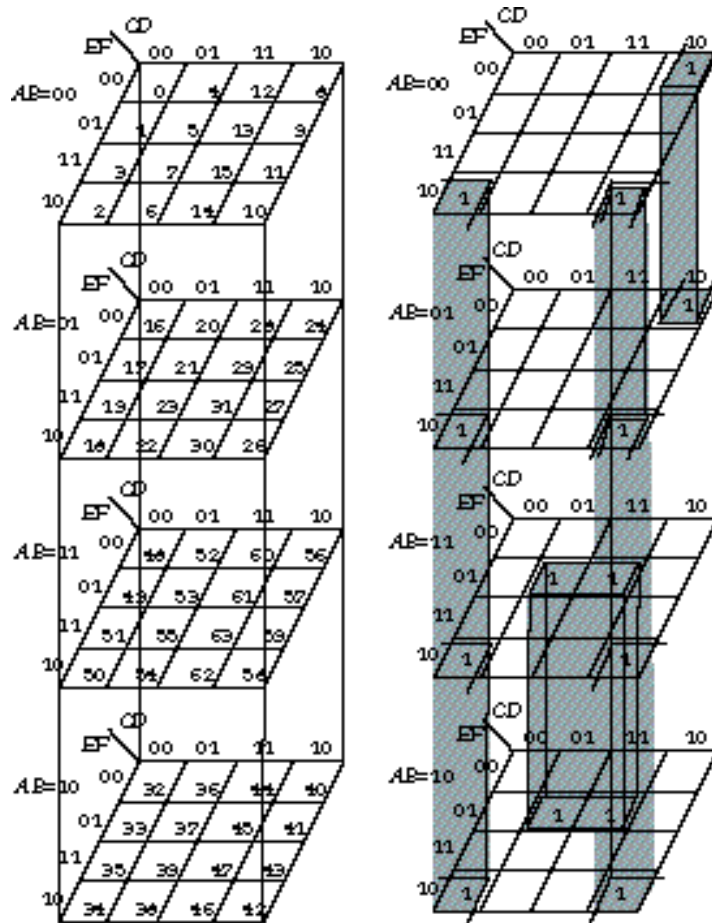 CD
EF 00 01 11 10
AB=00
00 0 4 12 8
01 1 5 13 9
11 3 7 15 11
10 2 6 14 10
CD
EF 00 01 11 10
AB=01
00 16 20 28 24
01 17 21 29 25
11 19 23 31 27
10 18 22 30 26
CD
EF 00 01 11 10
AB=11
00 48 52 60 56
01 49 53 61 57
11 51 55 63 59
10 50 54 62 58
CD
EF 00 01 11 10
AB=10
00 32 36 44 40
01 33 37 45 41
11 35 39 47 43
10 34 38 46 42
CD
EF 00 01 11 10
AB=00
00 1
01
11
10 1 1
CD
EF 00 01 11 10
AB=01
00 1
01
11
10 1 1
CD
EF 00 01 11 10
AB=11
00
01 1 1
11
10 1 1
CD
EF 00 01 11 10
AB=10
00
01 1 1
11
10 1 1